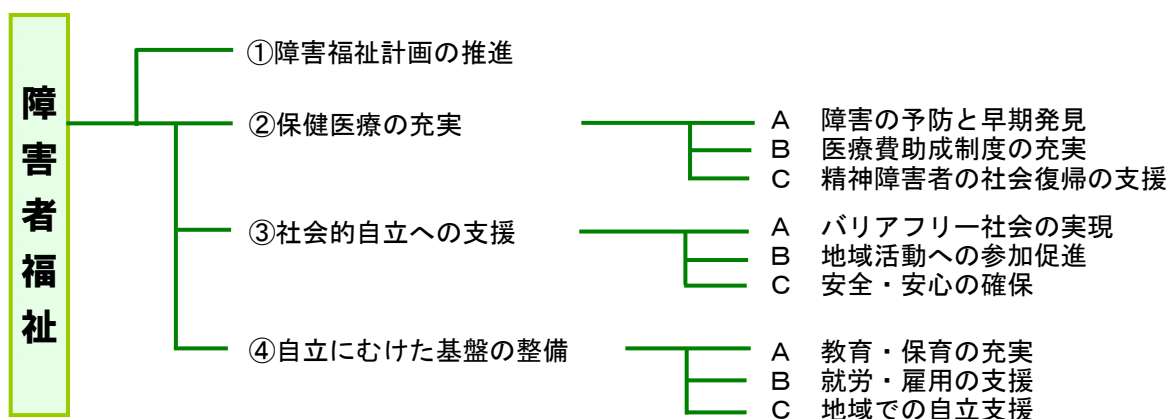 障害者福祉
①障害福祉計画の推進
②保健医療の充実
A 障害の予防と早期発見
B 医療費助成制度の充実
C 精神障害者の社会復帰の支援
③社会的自立への支援
A バリアフリー社会の実現
B 地域活動への参加促進
C 安全・安心の確保
④自立にむけた基盤の整備
A 教育・保育の充実
B 就労・雇用の支援
C 地域での自立支援